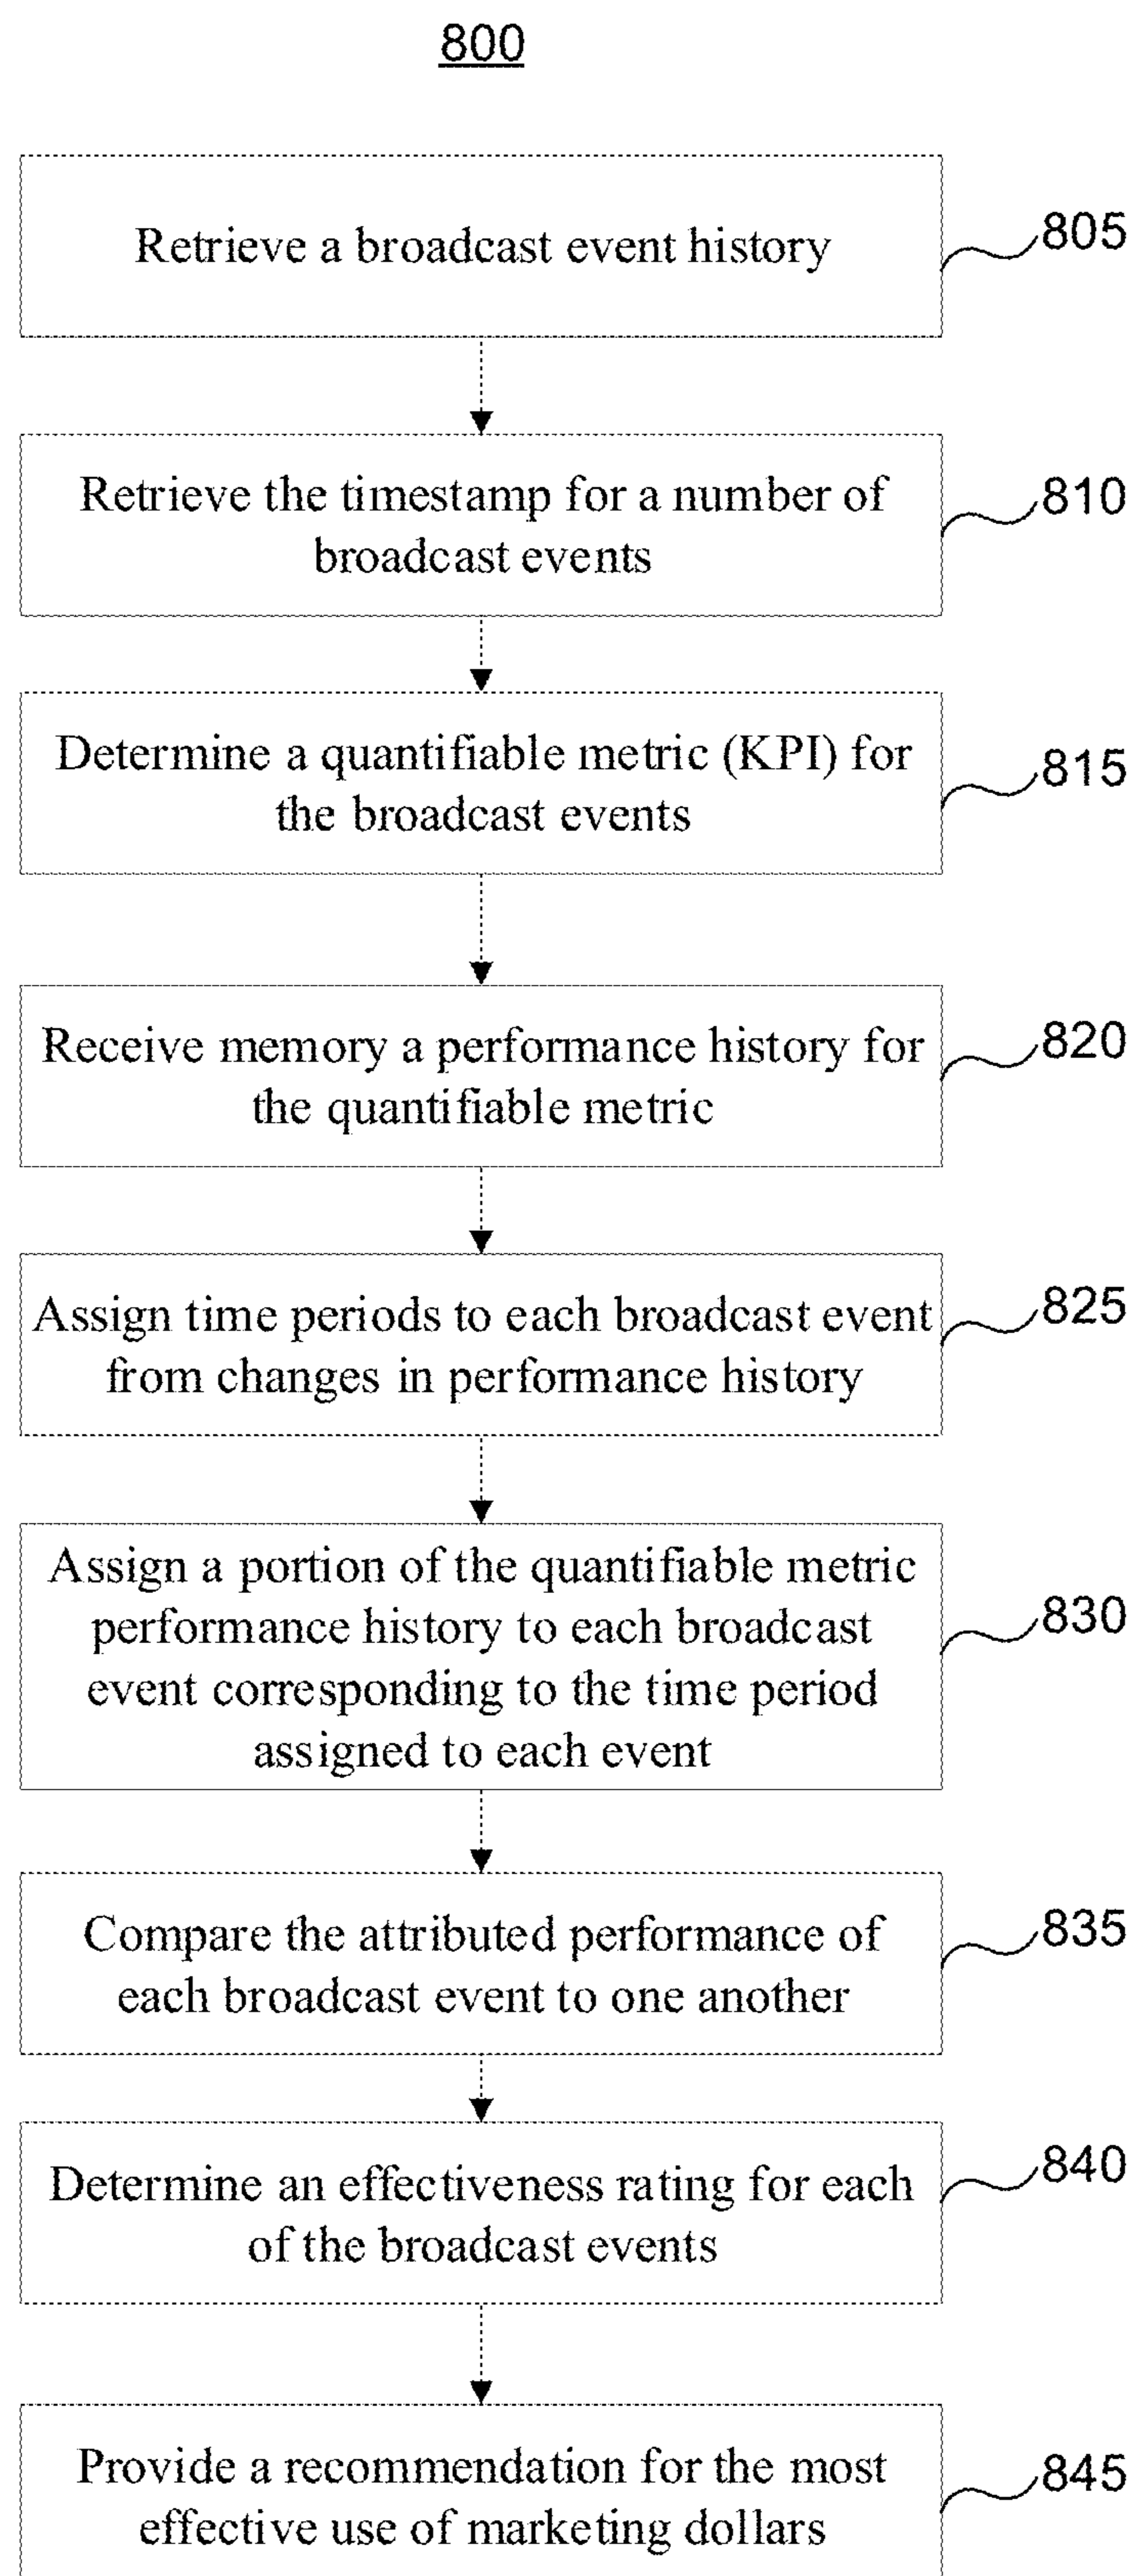 800
Retrieve a broadcast event history
805
Retrieve the timestamp for a number of
broadcast events
810
Determine a quantifiable metric (KPI) for
the broadcast events
815
Receive memory a performance history for
the quantifiable metric
820
Assign time periods to each broadcast event
from changes in performance history
825
Assign a portion of the quantifiable metric
performance history to each broadcast
event corresponding to the time period
assigned to each event
830
Compare the attributed performance of
each broadcast event to one another
835
Determine an effectiveness rating for each
of the broadcast events
840
Provide a recommendation for the most
effective use of marketing dollars
845